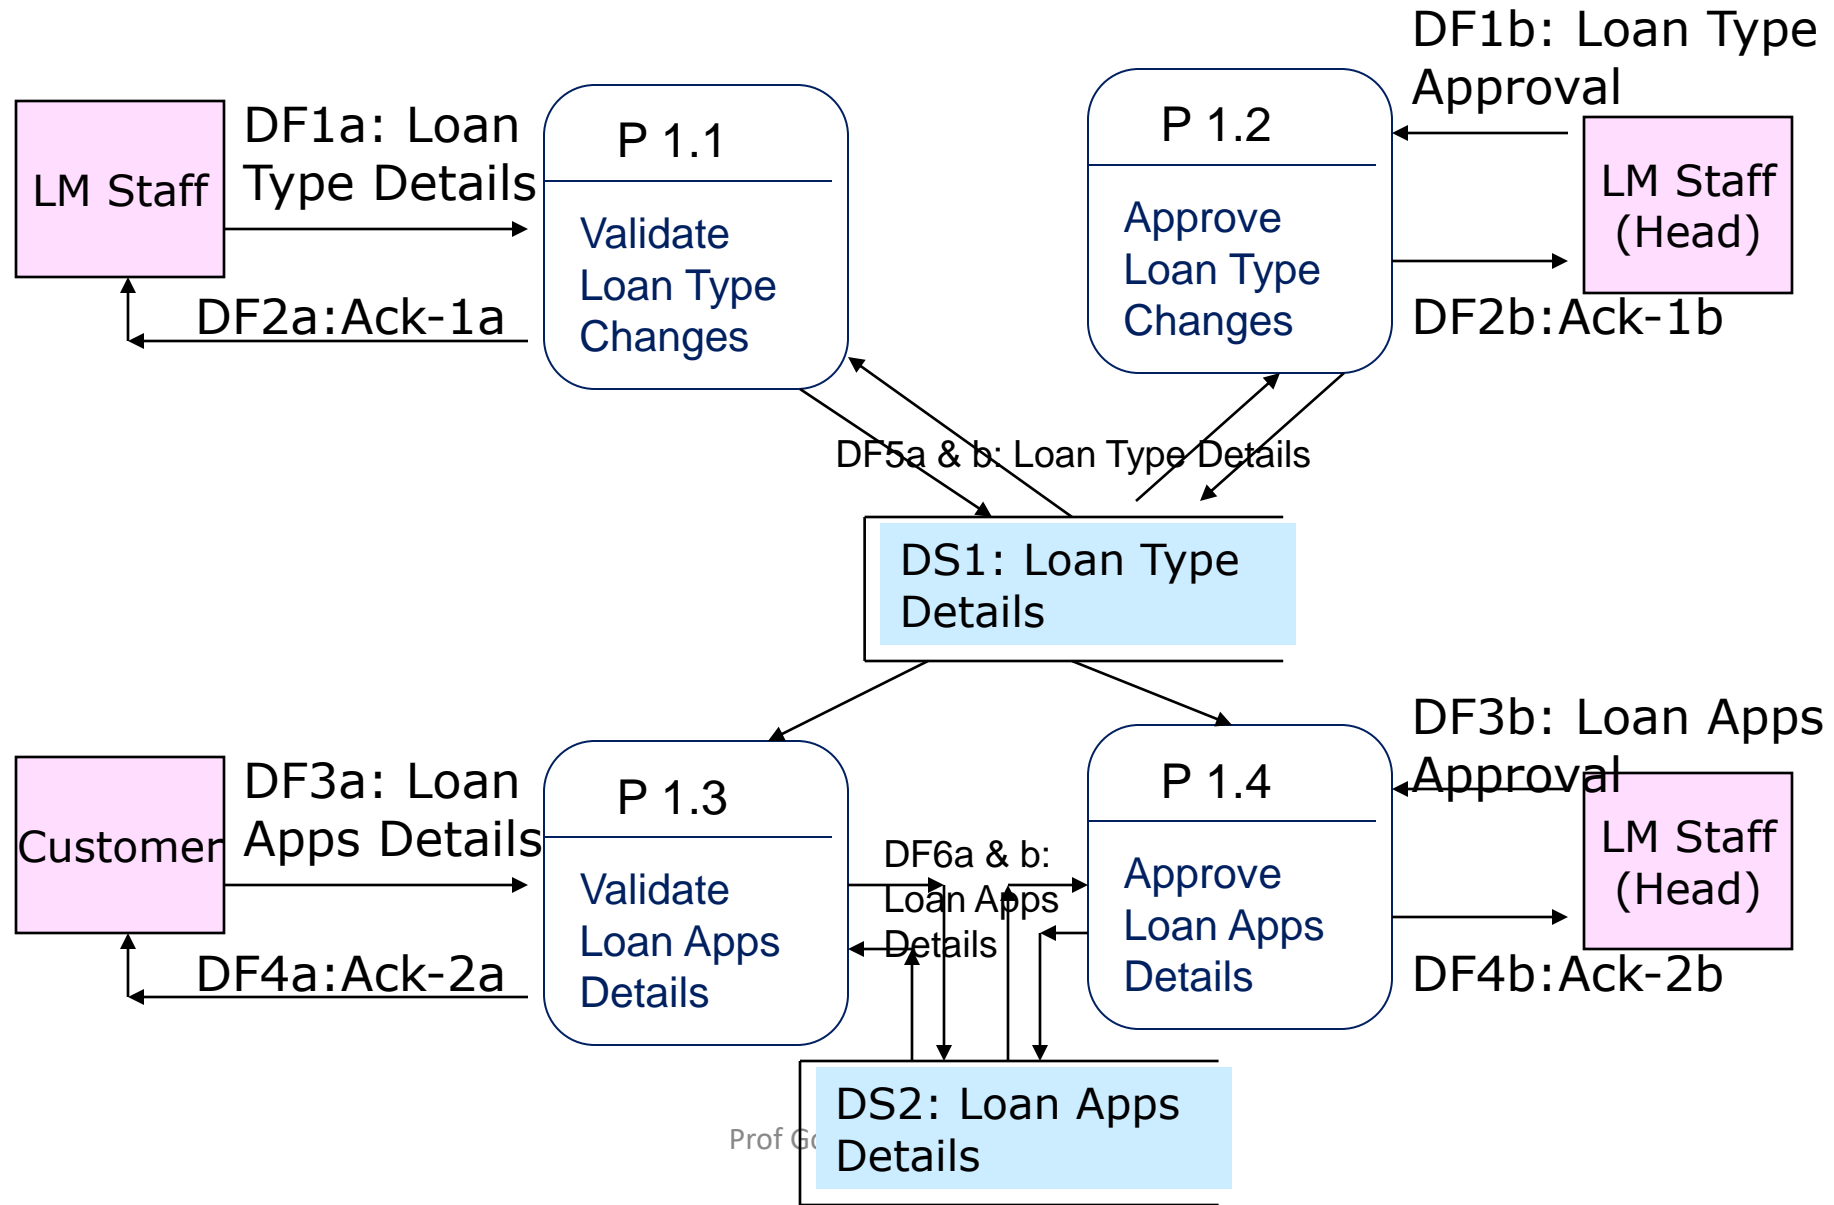 DF1b: Loan Type
Approval
LM Staff
DF1a: Loan
Type Details
P 1.1
Validate
Loan Type
Changes
DF2a:Ack-1a
P 1.2
Approve
Loan Type
Changes
LM Staff
(Head)
DF2b:Ack-1b
DF5a & b: Loan Type Details
DS1: Loan Type
Details
Customer
DF3a: Loan
Apps Details
P 1.3
Validate
Loan Apps
Details
DF4a:Ack-2a
DF6a & b:
Loan Apps
Details
P 1.4
Approve
Loan Apps
Details
DF3b: Loan Apps
Approval
LM Staff
(Head)
DF4b:Ack-2b
DS2: Loan Apps
Details
Prof